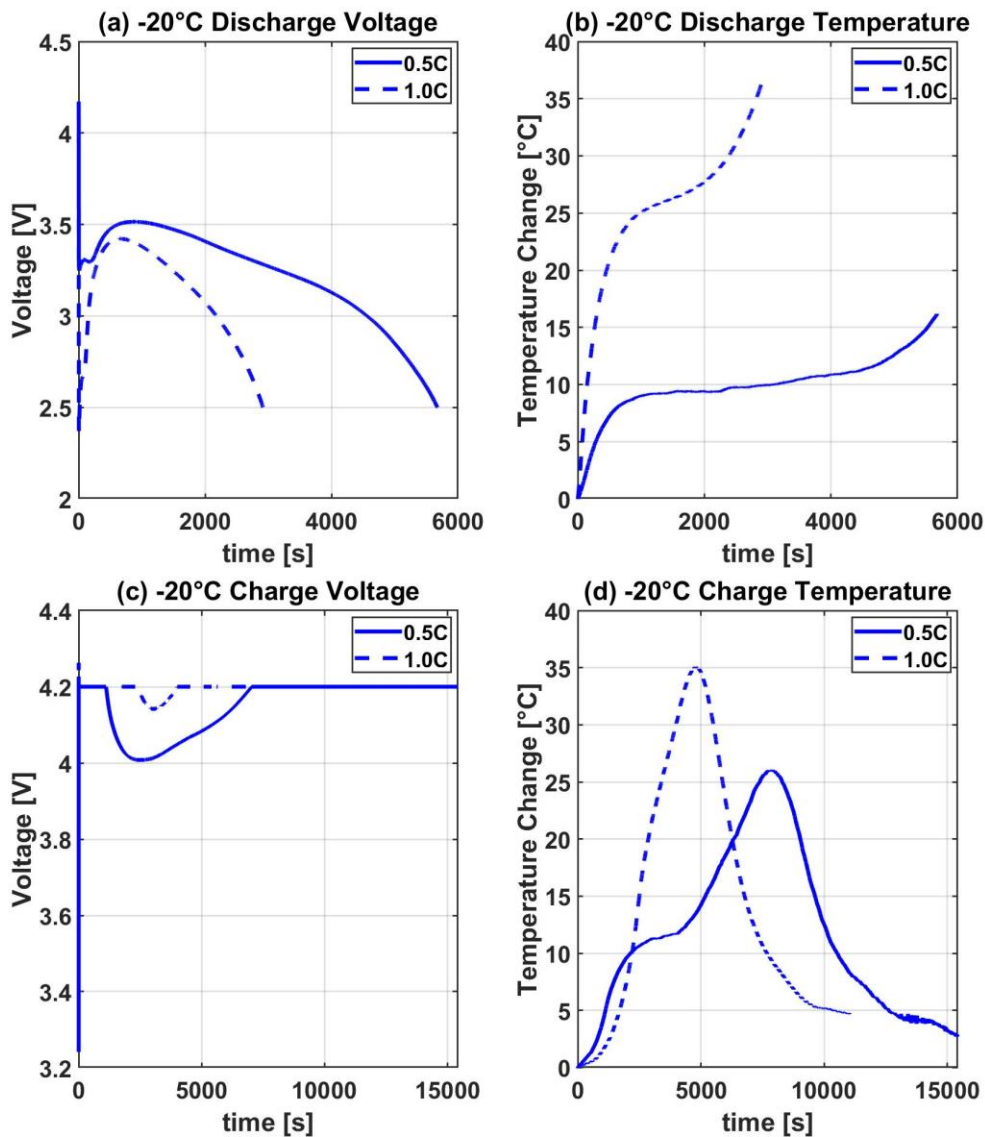 (a) -20°C Discharge Voltage
4.5
4
3.5
3
2.5
2
Voltage [V]
0.5C
1.0C
0 2000 4000 6000
time [s]
(b) -20°C Discharge Temperature
40
35
30
25
20
15
10
5
0
Temperature Change [°C]
0.5C
1.0C
0 2000 4000 6000
time [s]
(c) -20°C Charge Voltage
4.4
4.2
4
3.8
3.6
3.4
3.2
Voltage [V]
0.5C
1.0C
0 5000 10000 15000
time [s]
(d) -20°C Charge Temperature
40
35
30
25
20
15
10
5
0
Temperature Change [°C]
0.5C
1.0C
0 5000 10000 15000
time [s]